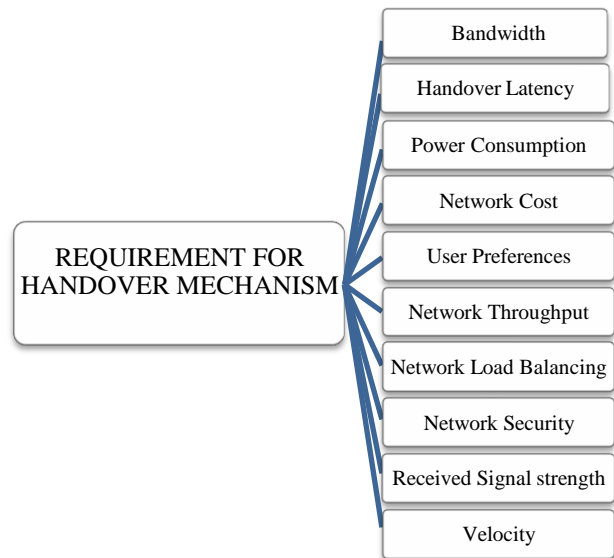 REQUIREMENT FOR
HANDOVER MECHANISM
Bandwidth
Handover Latency
Power Consumption
Network Cost
User Preferences
Network Throughput
Network Load Balancing
Network Security
Received Signal strength
Velocity